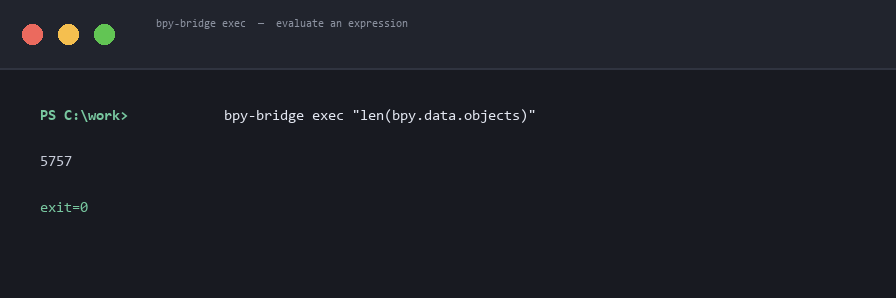 bpy-bridge exec — evaluate an expression
PS C:\work> bpy-bridge exec "len(bpy.data.objects)"
5757
exit=0